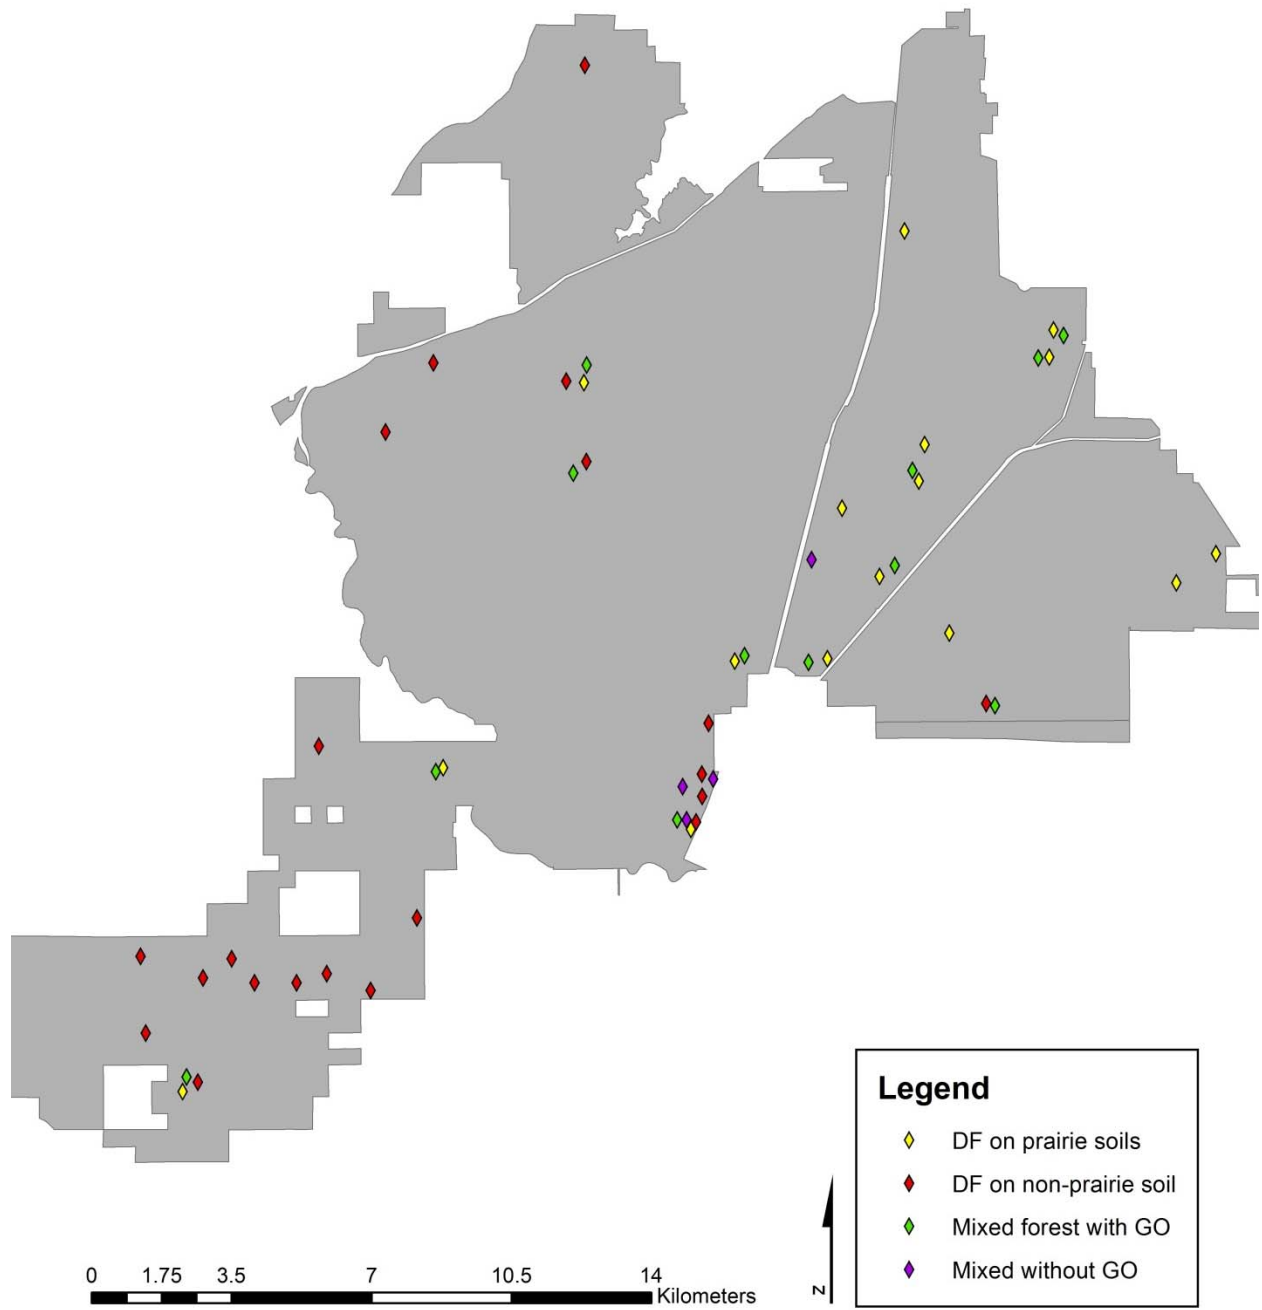 Legend
DF on prairie soils
DF on non-prairie soil
Mixed forest with GO
Mixed without GO
0 1.75 3.5 7 10.5 14
Kilometers
N